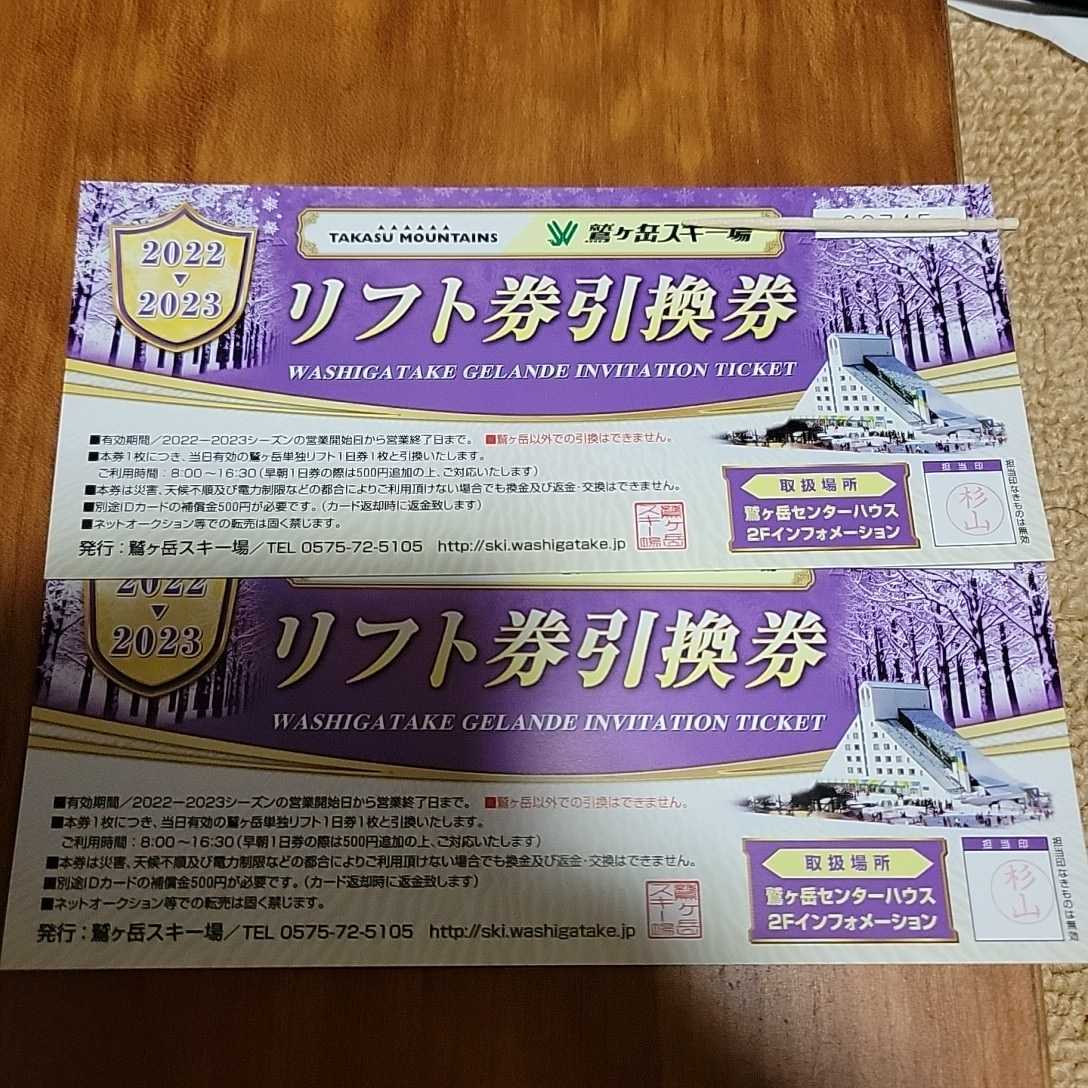 2022
2023
TAKASU MOUNTAINS
鷲ヶ岳スキー場
リフト券引換券
WASHIGATAKE GELANDE INVITATION TICKET
■有効期間/2022−2023シーズンの営業開始日から営業終了日まで。 ■鷲ヶ岳以外での引換はできません。
■本券1枚につき、当日有効の鷲ヶ岳単独リフト1日券1枚と引換いたします。
ご利用時間:8:00〜16:30(早朝1日券の際は500円追加の上、ご対応いたします)
■本券は災害、天候不順及び電力制限などの都合によりご利用頂けない場合でも換金及び返金・交換はできません。
■別途IDカードの補償金500円が必要です。(カード返却時に返金致します)
■ネットオークション等での転売は固く禁じます。
発行:鷲ヶ岳スキー場/TEL 0575-72-5105 http://ski.washigatake.jp
鷲ヶ岳スキー場
取扱場所
鷲ヶ岳センターハウス
2Fインフォメーション
担当印
杉山
担当印なきものは無効
2022
2023
リフト券引換券
WASHIGATAKE GELANDE INVITATION TICKET
■有効期間/2022−2023シーズンの営業開始日から営業終了日まで。 ■鷲ヶ岳以外での引換はできません。
■本券1枚につき、当日有効の鷲ヶ岳単独リフト1日券1枚と引換いたします。
ご利用時間:8:00〜16:30(早朝1日券の際は500円追加の上、ご対応いたします)
■本券は災害、天候不順及び電力制限などの都合によりご利用頂けない場合でも換金及び返金・交換はできません。
■別途IDカードの補償金500円が必要です。(カード返却時に返金致します)
■ネットオークション等での転売は固く禁じます。
発行:鷲ヶ岳スキー場/TEL 0575-72-5105 http://ski.washigatake.jp
鷲ヶ岳スキー場
取扱場所
鷲ヶ岳センターハウス
2Fインフォメーション
担当印
杉山
担当印なきものは無効